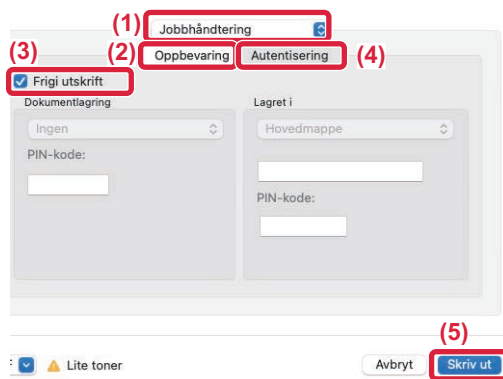 (1) Jobbhåndtering
(2) Oppbevaring Autentisering (4)
(3)
Frigi utskrift
Dokumentlagring Lagret i
Ingen Hovedmappe
PIN-kode:
PIN-kode:
(5)
Lite toner Avbryt Skriv ut